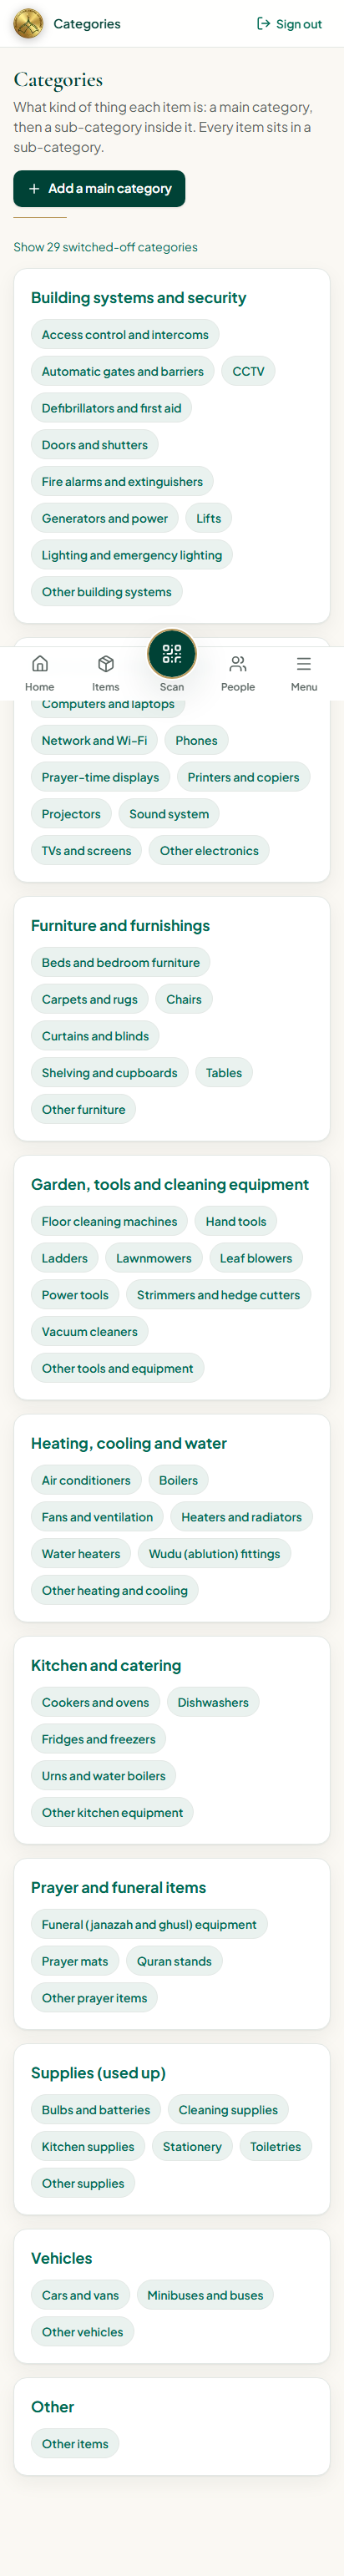 Categories
Sign out
Categories
What kind of thing each item is: a main category,
then a sub-category inside it. Every item sits in a
sub-category.
Add a main category
Show 29 switched-off categories
Building systems and security
Access control and intercoms
Automatic gates and barriers
CCTV
Defibrillators and first aid
Doors and shutters
Fire alarms and extinguishers
Generators and power
Lifts
Lighting and emergency lighting
Other building systems
Home
Items
Scan
People
Menu
Computers and laptops
Network and Wi-Fi
Phones
Prayer-time displays
Printers and copiers
Projectors
Sound system
TVs and screens
Other electronics
Furniture and furnishings
Beds and bedroom furniture
Carpets and rugs
Chairs
Curtains and blinds
Shelving and cupboards
Tables
Other furniture
Garden, tools and cleaning equipment
Floor cleaning machines
Hand tools
Ladders
Lawnmowers
Leaf blowers
Power tools
Strimmers and hedge cutters
Vacuum cleaners
Other tools and equipment
Heating, cooling and water
Air conditioners
Boilers
Fans and ventilation
Heaters and radiators
Water heaters
Wudu (ablution) fittings
Other heating and cooling
Kitchen and catering
Cookers and ovens
Dishwashers
Fridges and freezers
Urns and water boilers
Other kitchen equipment
Prayer and funeral items
Funeral (janazah and ghusl) equipment
Prayer mats
Quran stands
Other prayer items
Supplies (used up)
Bulbs and batteries
Cleaning supplies
Kitchen supplies
Stationery
Toiletries
Other supplies
Vehicles
Cars and vans
Minibuses and buses
Other vehicles
Other
Other items